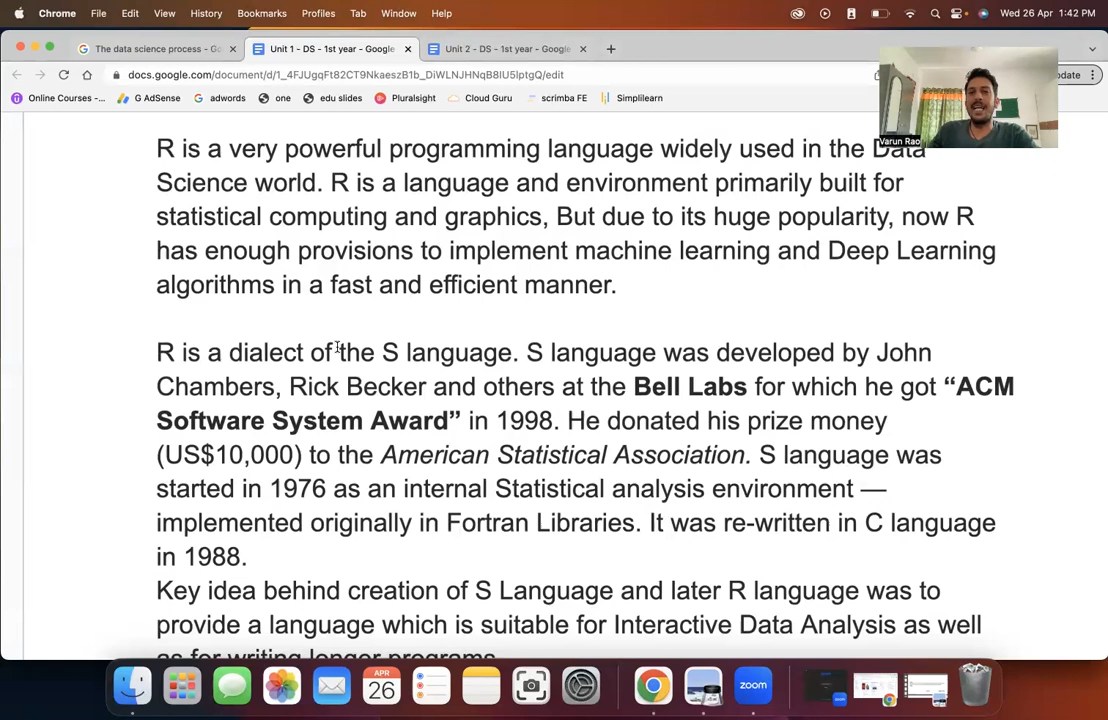 Chrome File Edit View History Bookmarks Profiles Tab Window Help Wed 26 Apr 1:42 PM
The data science process - Go Unit 1 - DS - 1st year - Google Unit 2 - DS - 1st year - Google
docs.google.com/document/d/1_4FJUgqFt82CT9NkaeszB1b_DiWLNJHNqB8IU5lptgQ/edit
Online Courses -... G AdSense adwords one edu slides Pluralsight Cloud Guru scrimba FE Simplilearn
Varun Rao
R is a very powerful programming language widely used in the Data
Science world. R is a language and environment primarily built for
statistical computing and graphics, But due to its huge popularity, now R
has enough provisions to implement machine learning and Deep Learning
algorithms in a fast and efficient manner.
R is a dialect of the S language. S language was developed by John
Chambers, Rick Becker and others at the Bell Labs for which he got “ACM
Software System Award” in 1998. He donated his prize money
(US$10,000) to the American Statistical Association. S language was
started in 1976 as an internal Statistical analysis environment —
implemented originally in Fortran Libraries. It was re-written in C language
in 1988.
Key idea behind creation of S Language and later R language was to
provide a language which is suitable for Interactive Data Analysis as well
as for writing longer programs
APR
26
zoom